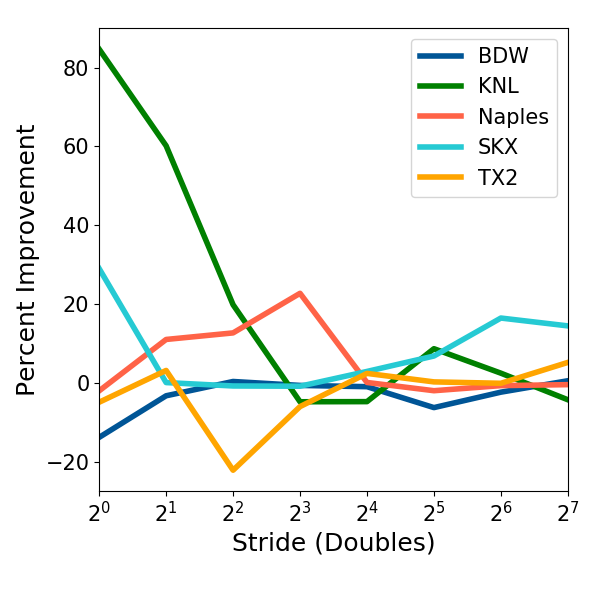 BDW
KNL
Naples
SKX
TX2
Percent Improvement
80
60
40
20
0
−20
2^0 2^1 2^2 2^3 2^4 2^5 2^6 2^7
Stride (Doubles)